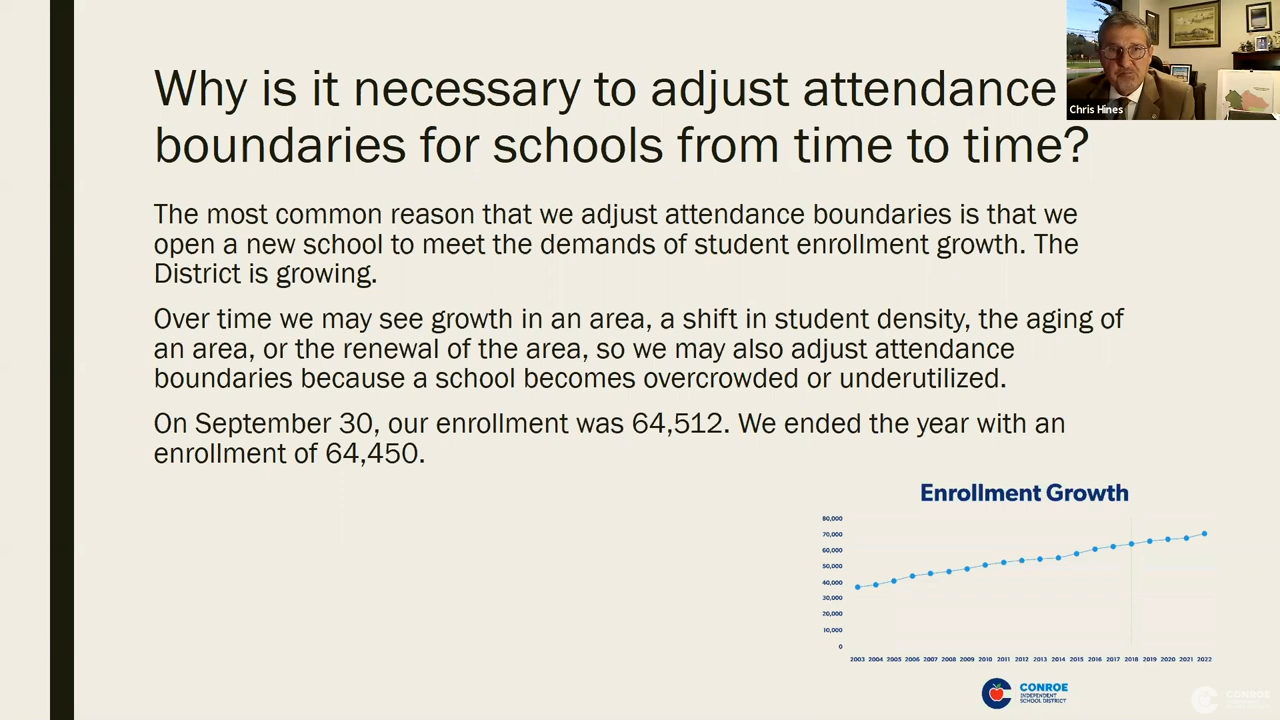 Why is it necessary to adjust attendance
boundaries for schools from time to time?
Chris Hines
The most common reason that we adjust attendance boundaries is that we
open a new school to meet the demands of student enrollment growth. The
District is growing.
Over time we may see growth in an area, a shift in student density, the aging of
an area, or the renewal of the area, so we may also adjust attendance
boundaries because a school becomes overcrowded or underutilized.
On September 30, our enrollment was 64,512. We ended the year with an
enrollment of 64,450.
Enrollment Growth
80,000
70,000
60,000
50,000
40,000
30,000
20,000
10,000
0
2003 2004 2005 2006 2007 2008 2009 2010 2011 2012 2013 2014 2015 2016 2017 2018 2019 2020 2021 2022
CONROE
INDEPENDENT
SCHOOL DISTRICT
CONROE